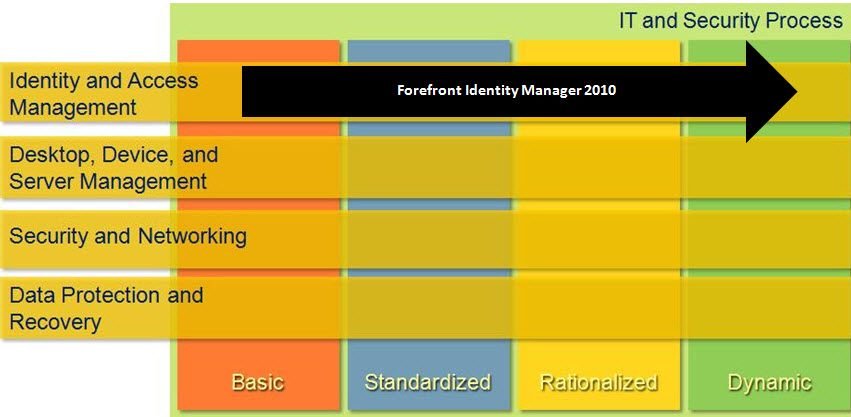 IT and Security Process
Identity and Access
Management
Forefront Identity Manager 2010
Desktop, Device, and
Server Management
Security and Networking
Data Protection and
Recovery
Basic
Standardized
Rationalized
Dynamic